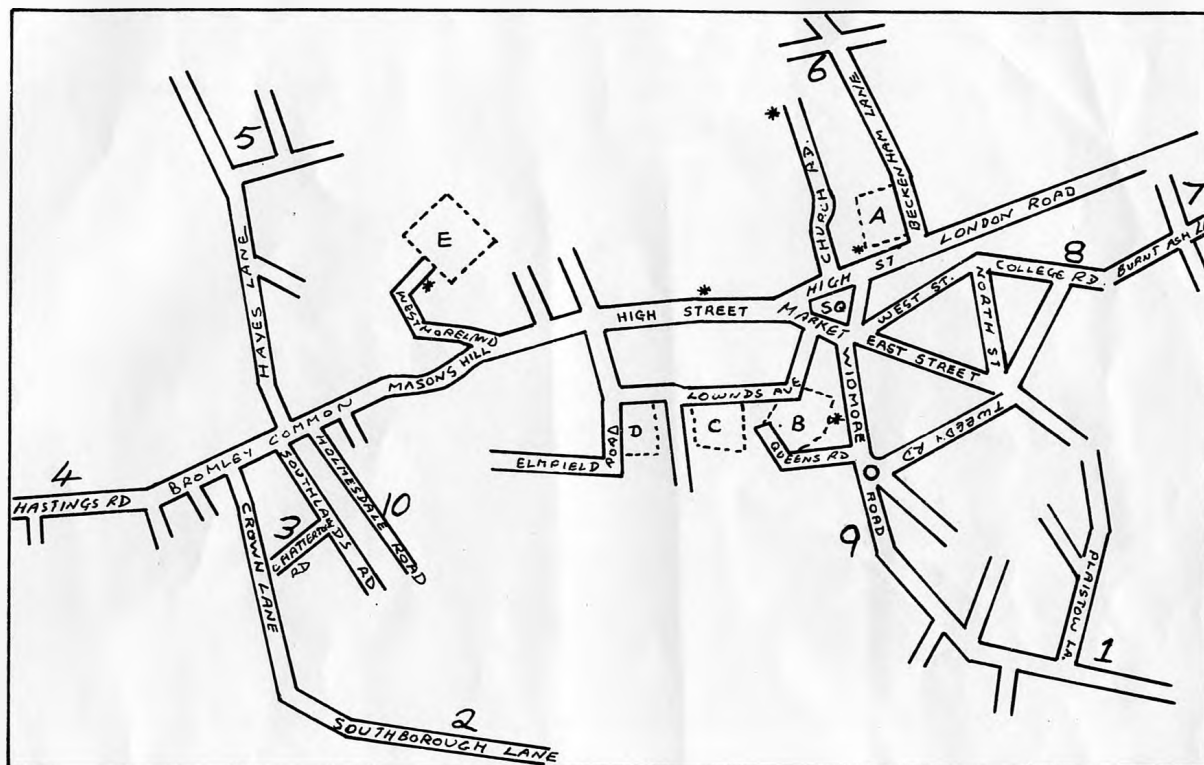 6
5
BECKENHAW LANE
*
CHURCH RD.
A
LONDON ROAD
7
E
*
HIGH ST
*
8
COLLEGE RD.
BURNT ASH L
WESTMORELAND
HAYES LANE
HIGH STREET
*
SQ
MARKET
WEST ST.
NORTH ST
EAST STREET
MASONS HILL
LOWNDS AVE
WIDMORE
ROAD
TWEEDY RD
BROMLEY COMMON
D
C
B
*
ELMFIELD ROAD
QUEENS RD
4
HASTINGS RD
SOUTHLANDS RD
HOLMESDALE ROAD
10
3
CHATTERTON RD
CROWN LANE
9
PLAISTOW LA.
1
2
SOUTHBOROUGH LANE